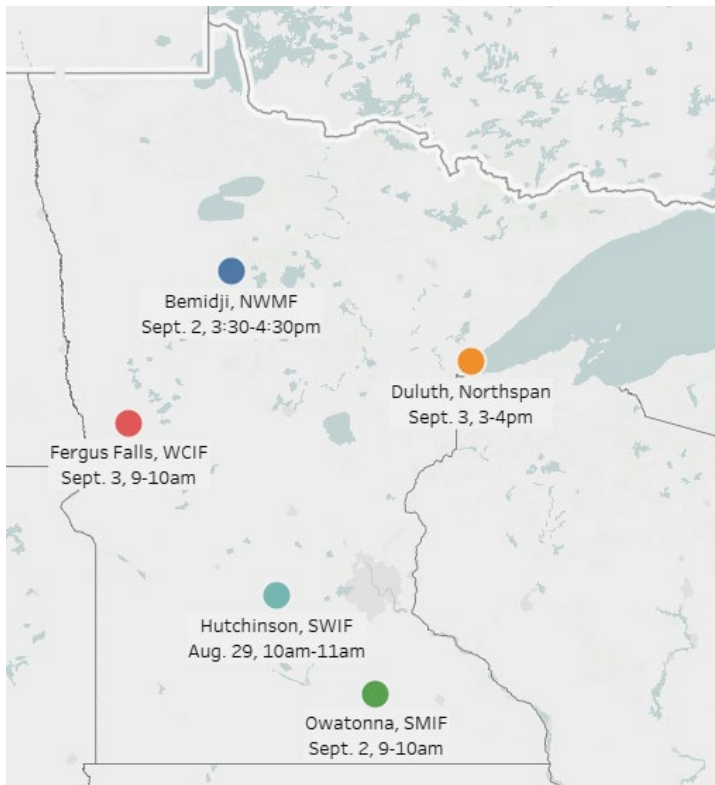 Bemidji, NWMF
Sept. 2, 3:30-4:30pm
Duluth, Northspan
Sept. 3, 3-4pm
Fergus Falls, WCIF
Sept. 3, 9-10am
Hutchinson, SWIF
Aug. 29, 10am-11am
Owatonna, SMIF
Sept. 2, 9-10am